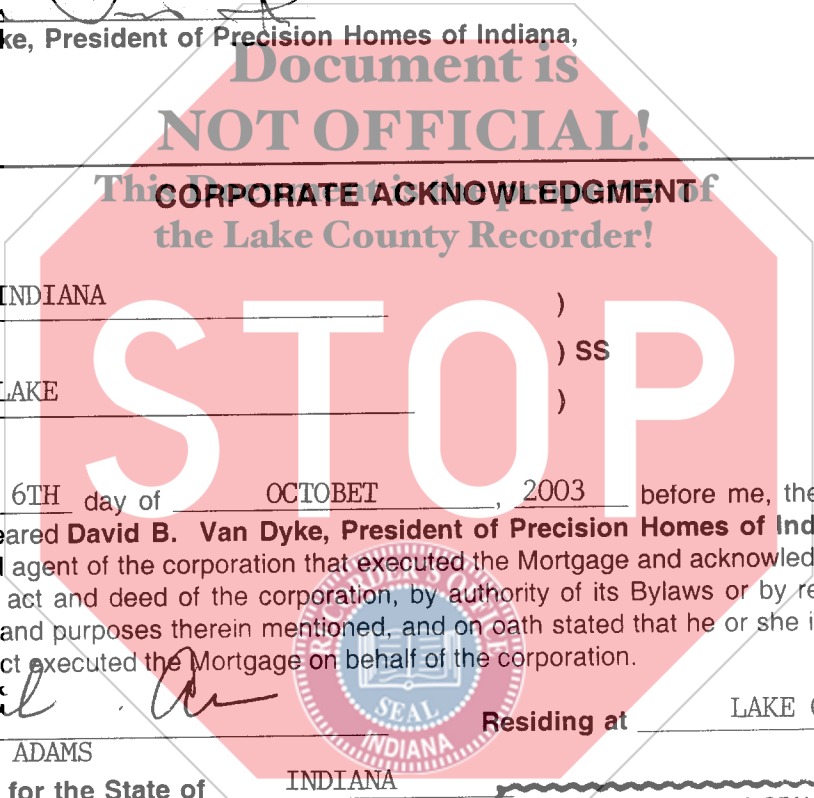 ke, President of Precision Homes of Indiana,
Document is
NOT OFFICIAL!
CORPORATE ACKNOWLEDGMENT
This Document is the property of
the Lake County Recorder!
INDIANA )
) SS
LAKE )
STOP
6TH day of OCTOBET , 2003 before me, the
eared David B. Van Dyke, President of Precision Homes of Ind
agent of the corporation that executed the Mortgage and acknowled
act and deed of the corporation, by authority of its Bylaws or by re
and purposes therein mentioned, and on oath stated that he or she i
ct executed the Mortgage on behalf of the corporation.
RECORDER'S OFFICE
SEAL
INDIANA
Residing at LAKE
ADAMS
for the State of INDIANA